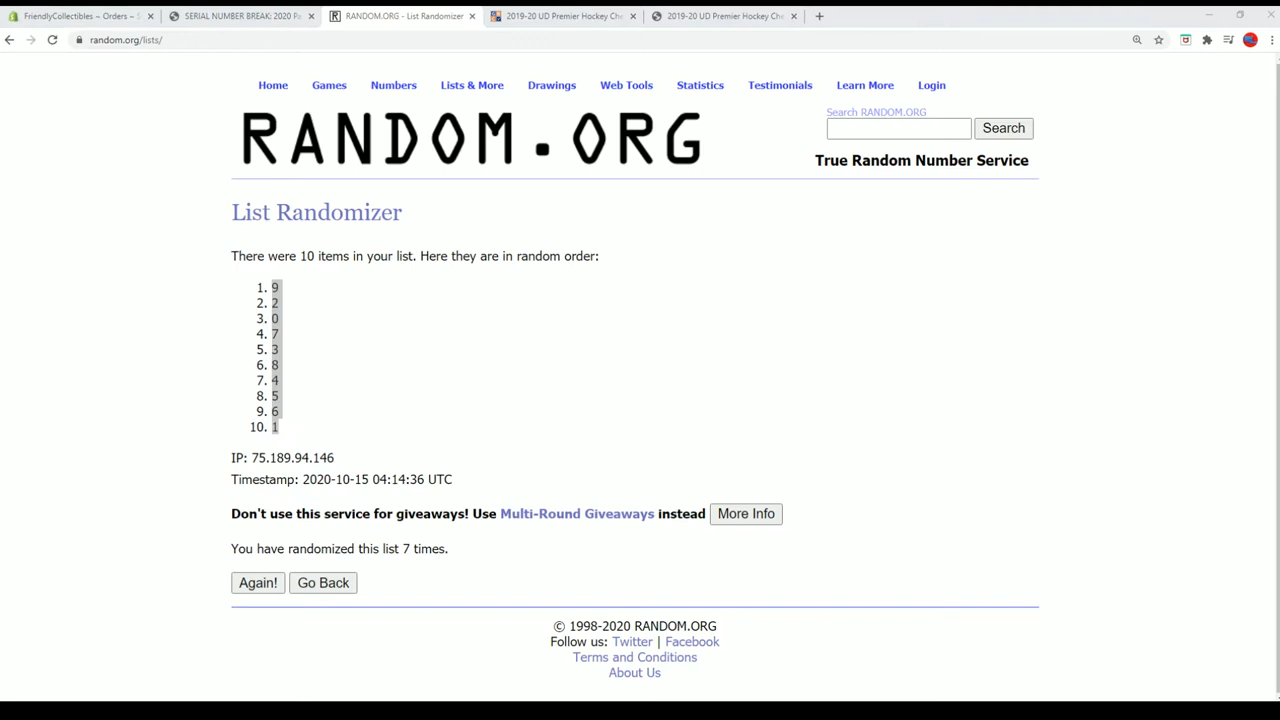 FriendlyCollectibles ~ Orders ~ S
SERIAL NUMBER BREAK: 2020 Pa
RANDOM.ORG - List Randomizer
2019-20 UD Premier Hockey Che
2019-20 UD Premier Hockey Che
random.org/lists/
Home Games Numbers Lists & More Drawings Web Tools Statistics Testimonials Learn More Login
RANDOM.ORG
Search RANDOM.ORG
Search
True Random Number Service
List Randomizer
There were 10 items in your list. Here they are in random order:
1. 9
2. 2
3. 0
4. 7
5. 3
6. 8
7. 4
8. 5
9. 6
10. 1
IP: 75.189.94.146
Timestamp: 2020-10-15 04:14:36 UTC
Don't use this service for giveaways! Use Multi-Round Giveaways instead More Info
You have randomized this list 7 times.
Again! Go Back
© 1998-2020 RANDOM.ORG
Follow us: Twitter | Facebook
Terms and Conditions
About Us